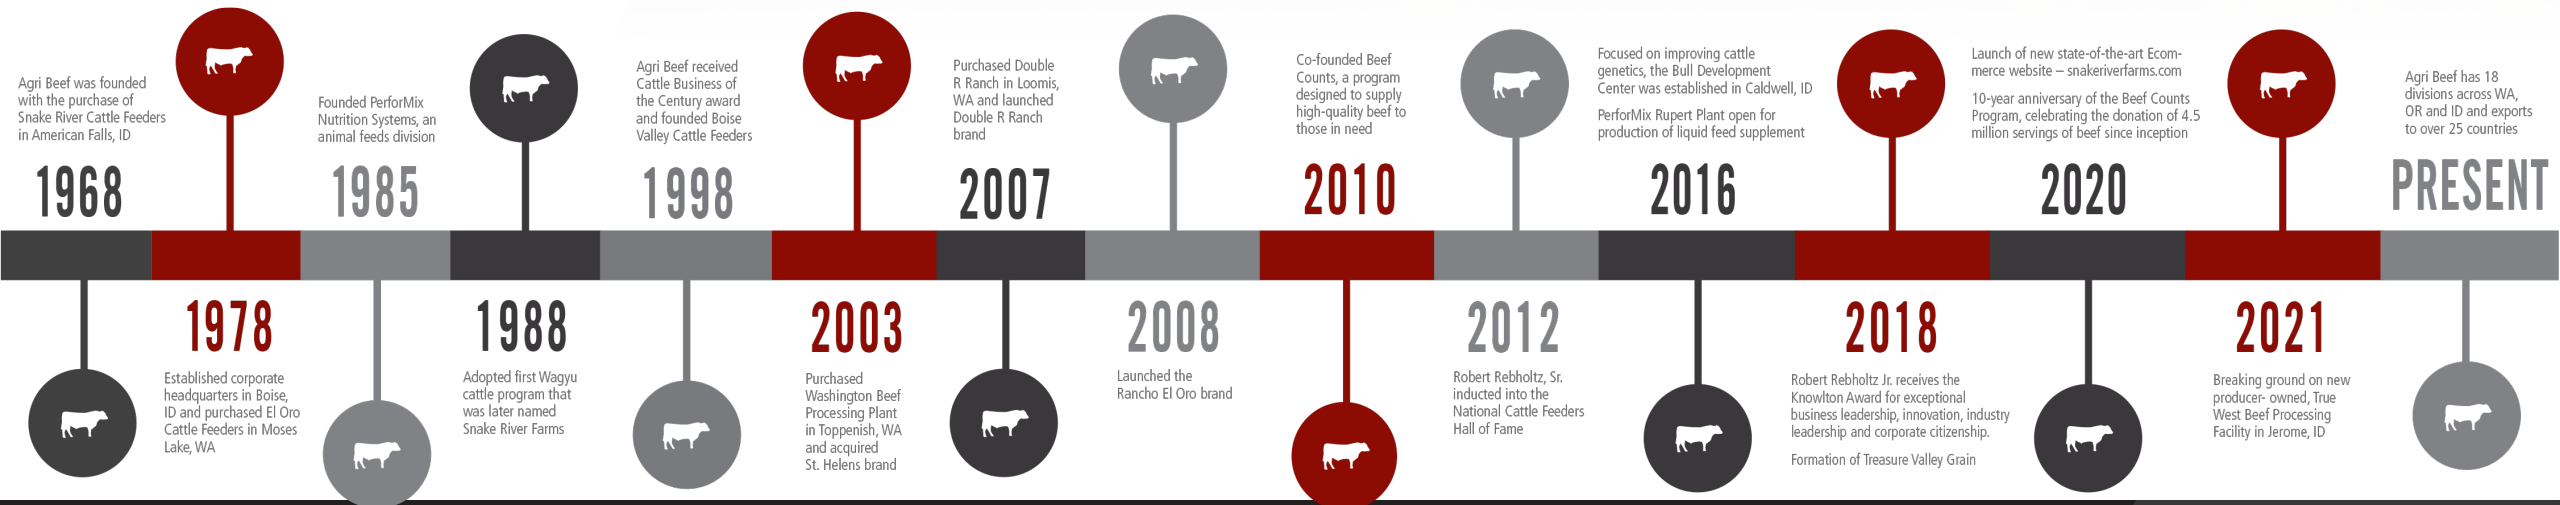 Agri Beef was founded
with the purchase of
Snake River Cattle Feeders
in American Falls, ID
1968
1978
Established corporate
headquarters in Boise,
ID and purchased El Oro
Cattle Feeders in Moses
Lake, WA
Founded PerforMix
Nutrition Systems, an
animal feeds division
1985
1988
Adopted first Wagyu
cattle program that
was later named
Snake River Farms
Agri Beef received
Cattle Business of
the Century award
and founded Boise
Valley Cattle Feeders
1998
2003
Purchased
Washington Beef
Processing Plant
in Toppenish, WA
and acquired
St. Helens brand
Purchased Double
R Ranch in Loomis,
WA and launched
Double R Ranch
brand
2007
2008
Launched the
Rancho El Oro brand
Co-founded Beef
Counts, a program
designed to supply
high-quality beef to
those in need
2010
2012
Robert Rebholtz, Sr.
inducted into the
National Cattle Feeders
Hall of Fame
Focused on improving cattle
genetics, the Bull Development
Center was established in Caldwell, ID
PerforMix Rupert Plant open for
production of liquid feed supplement
2016
2018
Robert Rebholtz Jr. receives the
Knowlton Award for exceptional
business leadership, innovation, industry
leadership and corporate citizenship.
Formation of Treasure Valley Grain
Launch of new state-of-the-art Ecom-
merce website – snakeriverfarms.com
10-year anniversary of the Beef Counts
Program, celebrating the donation of 4.5
million servings of beef since inception
2020
2021
Breaking ground on new
producer- owned, True
West Beef Processing
Facility in Jerome, ID
Agri Beef has 18
divisions across WA,
OR and ID and exports
to over 25 countries
PRESENT